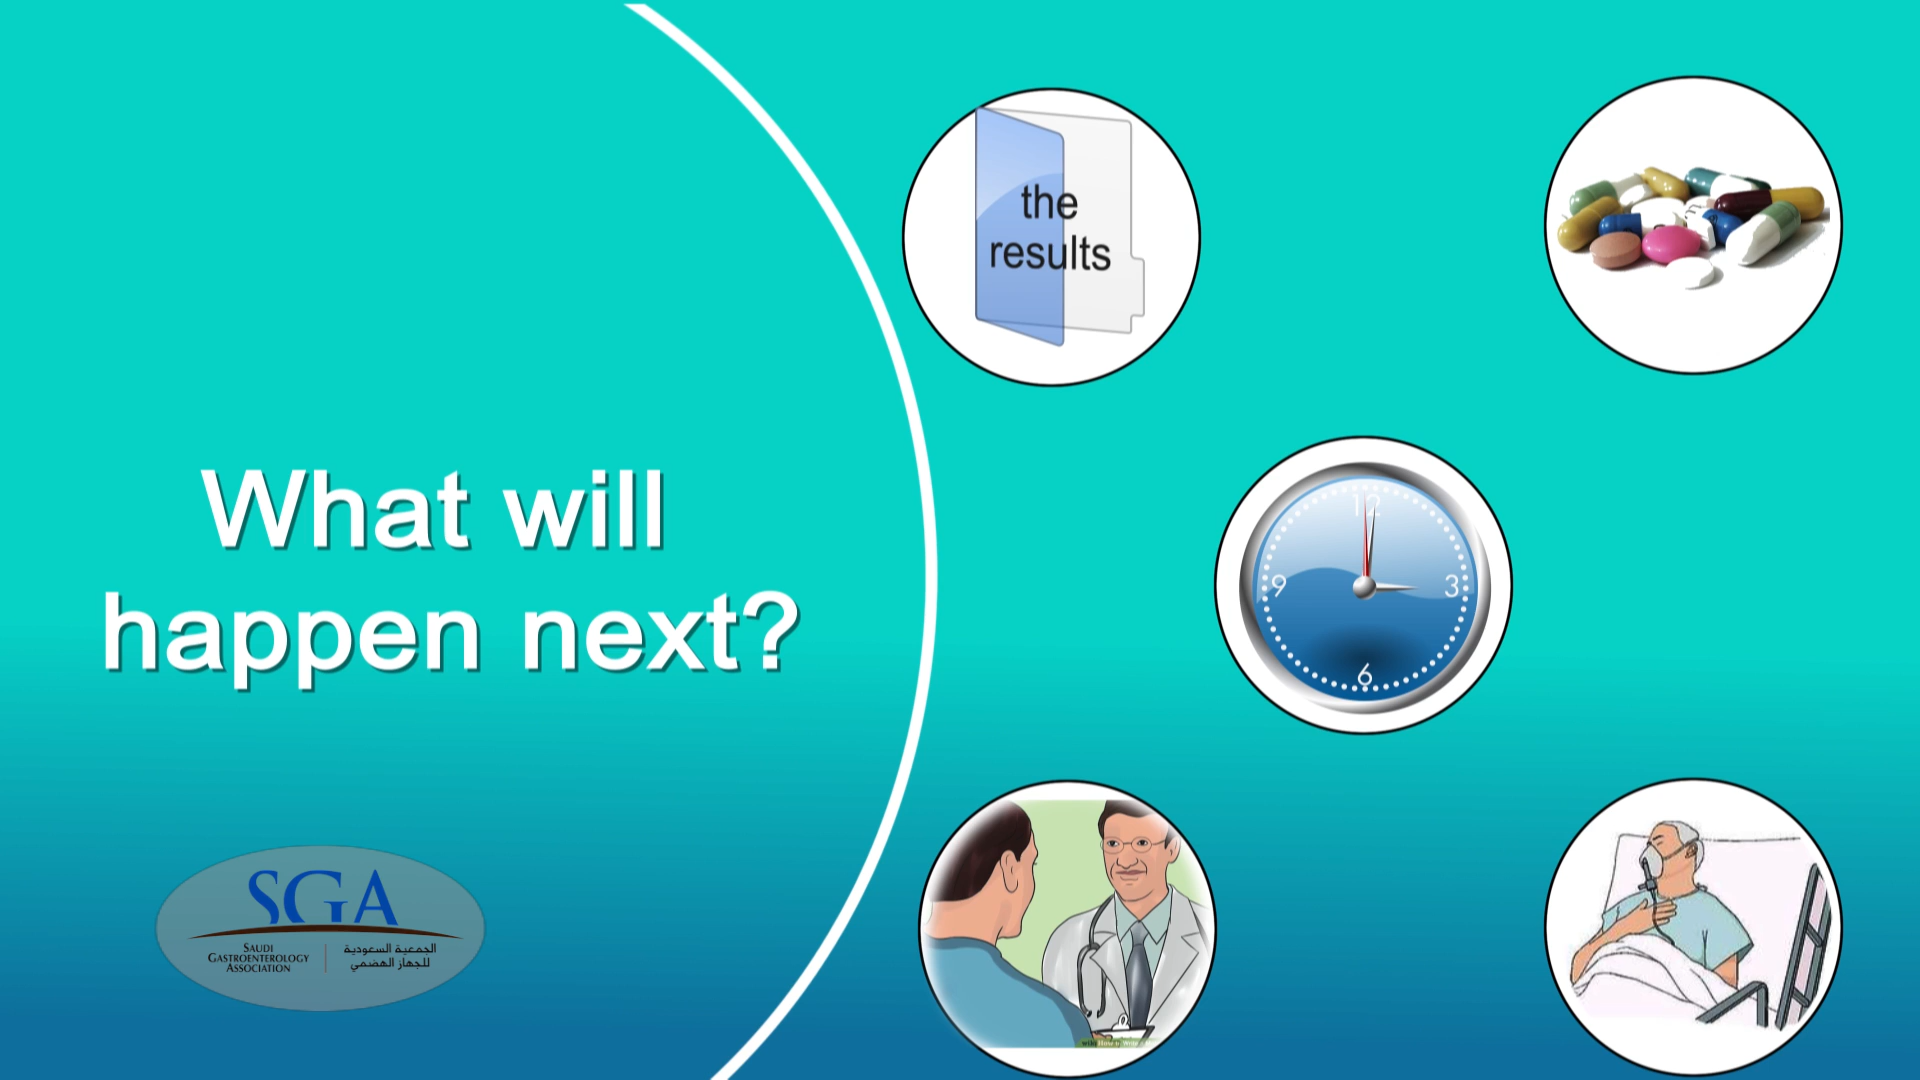 What will
happen next?
the
results
12
3
6
9
SGA
SAUDI
GASTROENTEROLOGY
ASSOCIATION
الجمعية السعودية
للجهاز الهضمي